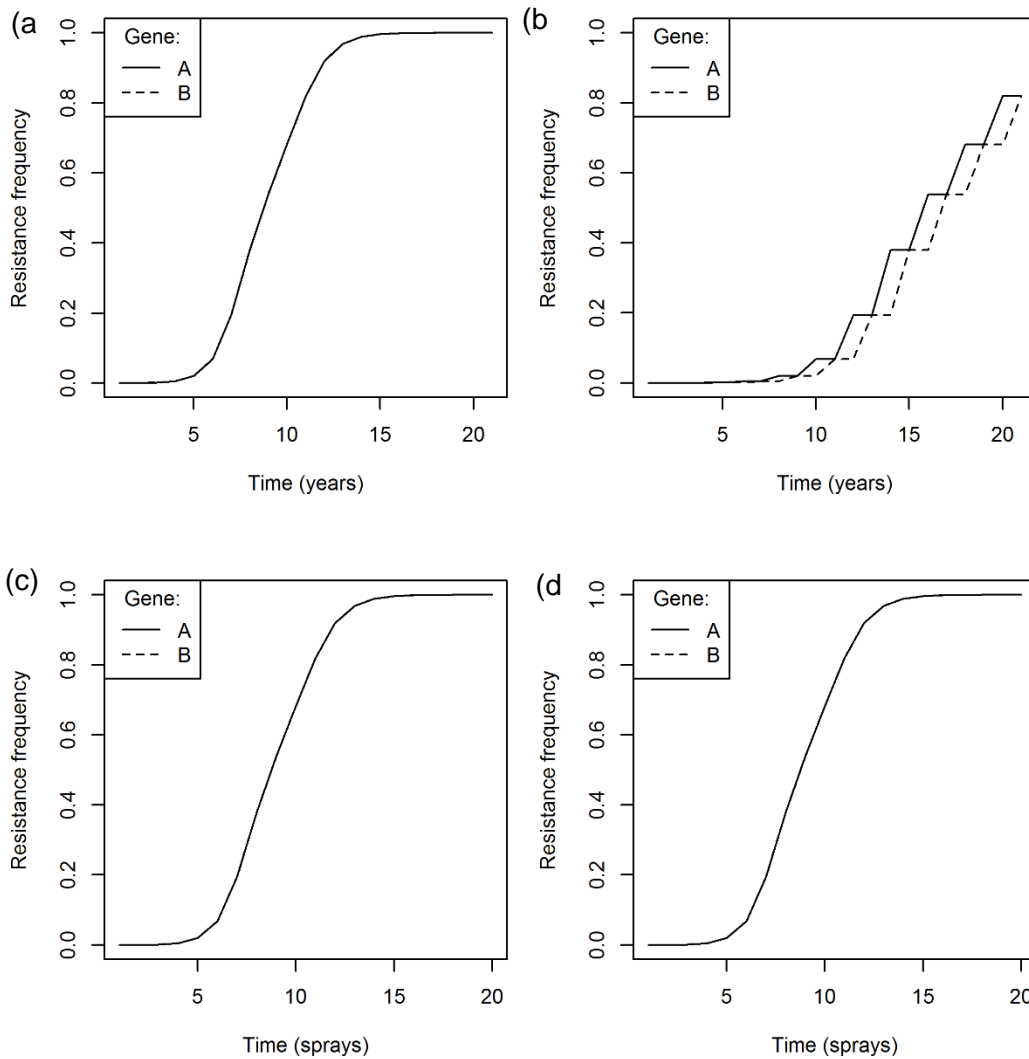 (a
Gene:
A
B
Resistance frequency
0.0 0.2 0.4 0.6 0.8 1.0
5 10 15 20
Time (years)
(b
Gene:
A
B
Resistance frequency
0.0 0.2 0.4 0.6 0.8 1.0
5 10 15 20
Time (years)
(c)
Gene:
A
B
Resistance frequency
0.0 0.2 0.4 0.6 0.8 1.0
5 10 15 20
Time (sprays)
(d
Gene:
A
B
Resistance frequency
0.0 0.2 0.4 0.6 0.8 1.0
5 10 15 20
Time (sprays)